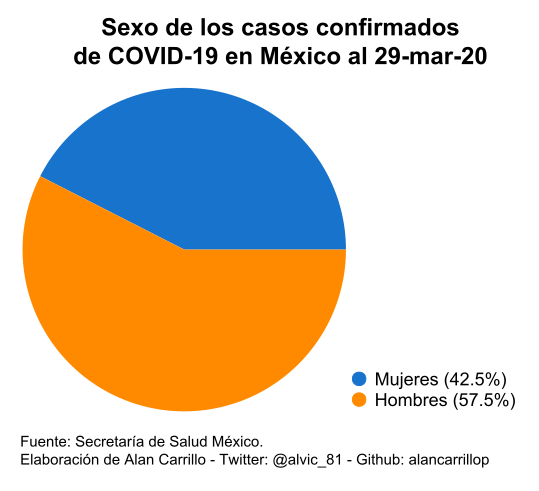 Sexo de los casos confirmados
de COVID-19 en México al 29-mar-20
Mujeres (42.5%)
Hombres (57.5%)
Fuente: Secretaría de Salud México.
Elaboración de Alan Carrillo - Twitter: @alvic_81 - Github: alancarrillop